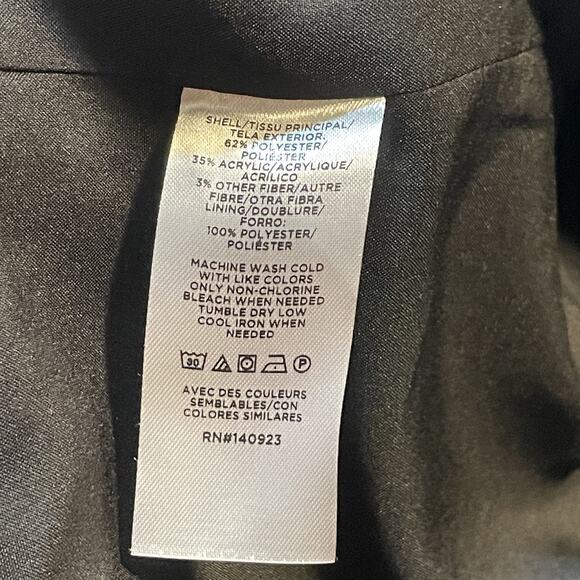 SHELL/TISSU PRINCIPAL/
TELA EXTERIOR:
62% POLYESTER/
POLIÉSTER
35% ACRYLIC/ACRYLIQUE/
ACRÍLICO
3% OTHER FIBER/AUTRE
FIBRE/OTRA FIBRA
LINING/DOUBLURE/
FORRO:
100% POLYESTER/
POLIÉSTER
MACHINE WASH COLD
WITH LIKE COLORS
ONLY NON-CHLORINE
BLEACH WHEN NEEDED
TUMBLE DRY LOW
COOL IRON WHEN
NEEDED
30 P
AVEC DES COULEURS
SEMBLABLES/CON
COLORES SIMILARES
RN#140923